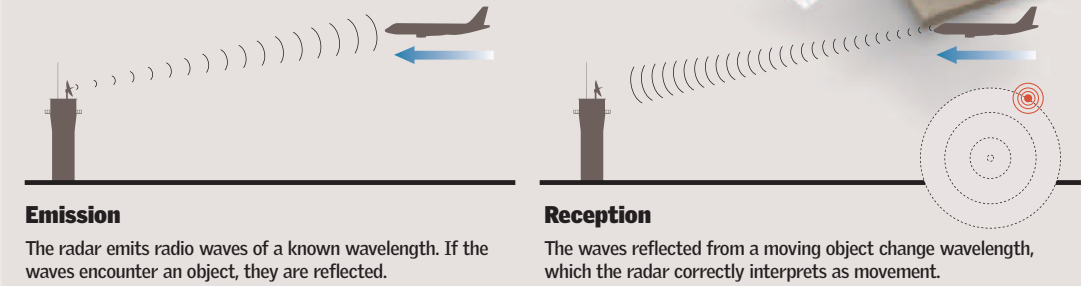 Emission
The radar emits radio waves of a known wavelength. If the
waves encounter an object, they are reflected.
Reception
The waves reflected from a moving object change wavelength,
which the radar correctly interprets as movement.